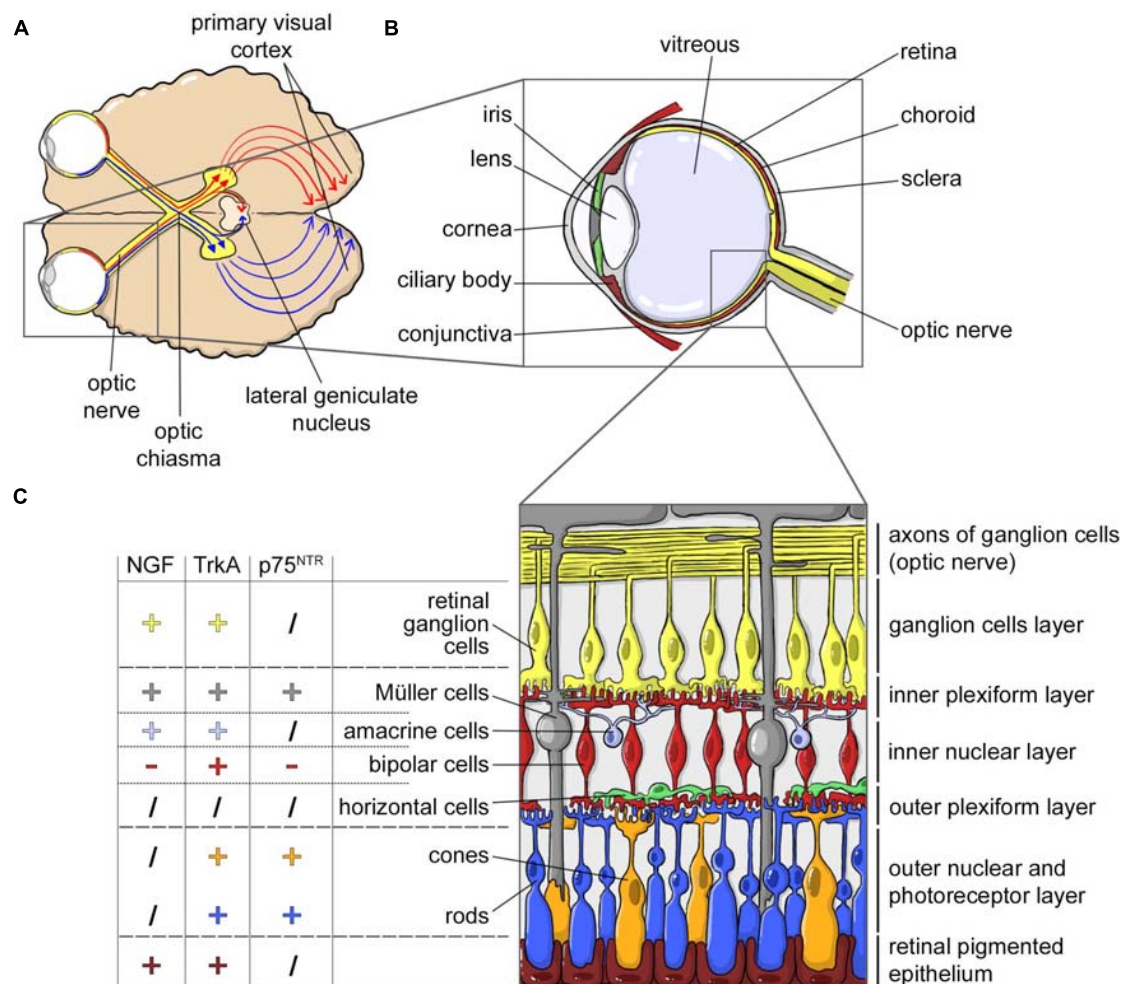 A
primary visual
cortex
optic
nerve
optic
chiasma
lateral geniculate
nucleus
B
vitreous
retina
choroid
sclera
optic nerve
iris
lens
cornea
ciliary body
conjunctiva
C
NGF TrkA p75NTR
+ + / retinal
ganglion
cells
+ + + Müller cells
+ + / amacrine cells
- + - bipolar cells
/ / / horizontal cells
/ + + cones
/ + + rods
+ + /
axons of ganglion cells
(optic nerve)
ganglion cells layer
inner plexiform layer
inner nuclear layer
outer plexiform layer
outer nuclear and
photoreceptor layer
retinal pigmented
epithelium